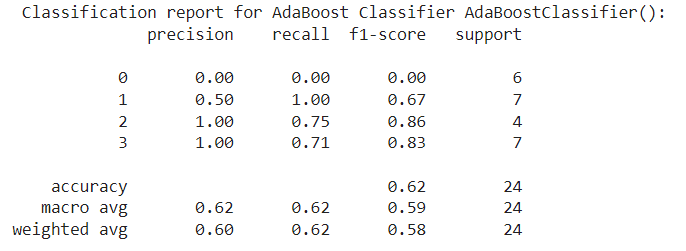 Classification report for AdaBoost Classifier AdaBoostClassifier():
precision recall f1-score support
0 0.00 0.00 0.00 6
1 0.50 1.00 0.67 7
2 1.00 0.75 0.86 4
3 1.00 0.71 0.83 7
accuracy 0.62 24
macro avg 0.62 0.62 0.59 24
weighted avg 0.60 0.62 0.58 24